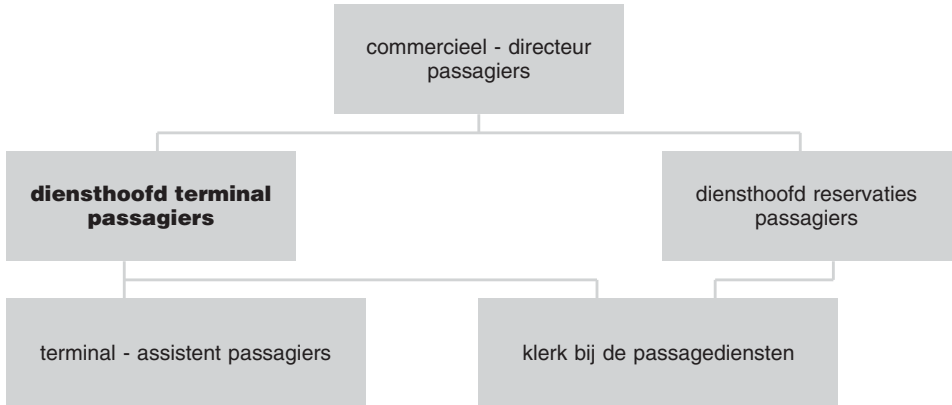 commercieel - directeur
passagiers
diensthoofd terminal
passagiers
diensthoofd reservaties
passagiers
terminal - assistent passagiers
klerk bij de passagediensten